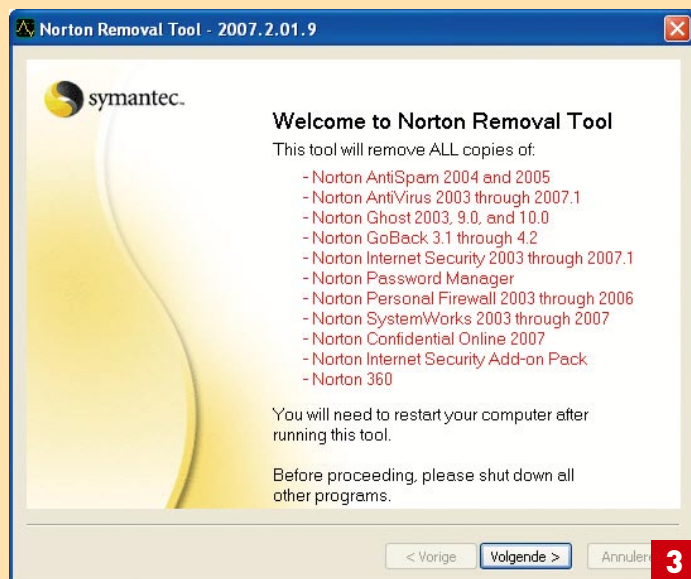 Norton Removal Tool - 2007.2.01.9
symantec.
Welcome to Norton Removal Tool
This tool will remove ALL copies of:
- Norton AntiSpam 2004 and 2005
- Norton AntiVirus 2003 through 2007.1
- Norton Ghost 2003, 9.0, and 10.0
- Norton GoBack 3.1 through 4.2
- Norton Internet Security 2003 through 2007.1
- Norton Password Manager
- Norton Personal Firewall 2003 through 2006
- Norton SystemWorks 2003 through 2007
- Norton Confidential Online 2007
- Norton Internet Security Add-on Pack
- Norton 360
You will need to restart your computer after
running this tool.
Before proceeding, please shut down all
other programs.
< Vorige Volgende >
3